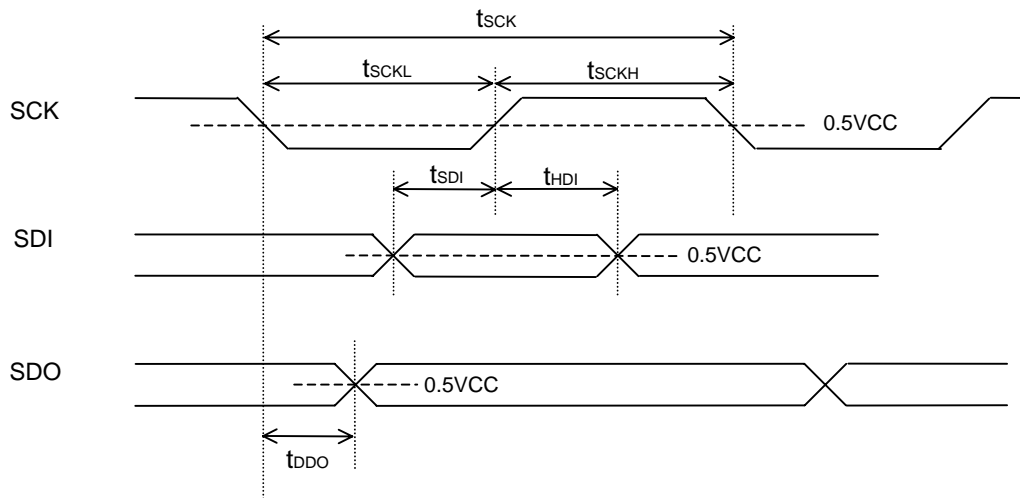 tSCK
tSCKL
tSCKH
SCK
0.5VCC
tSDI
tHDI
SDI
0.5VCC
SDO
0.5VCC
tDDO